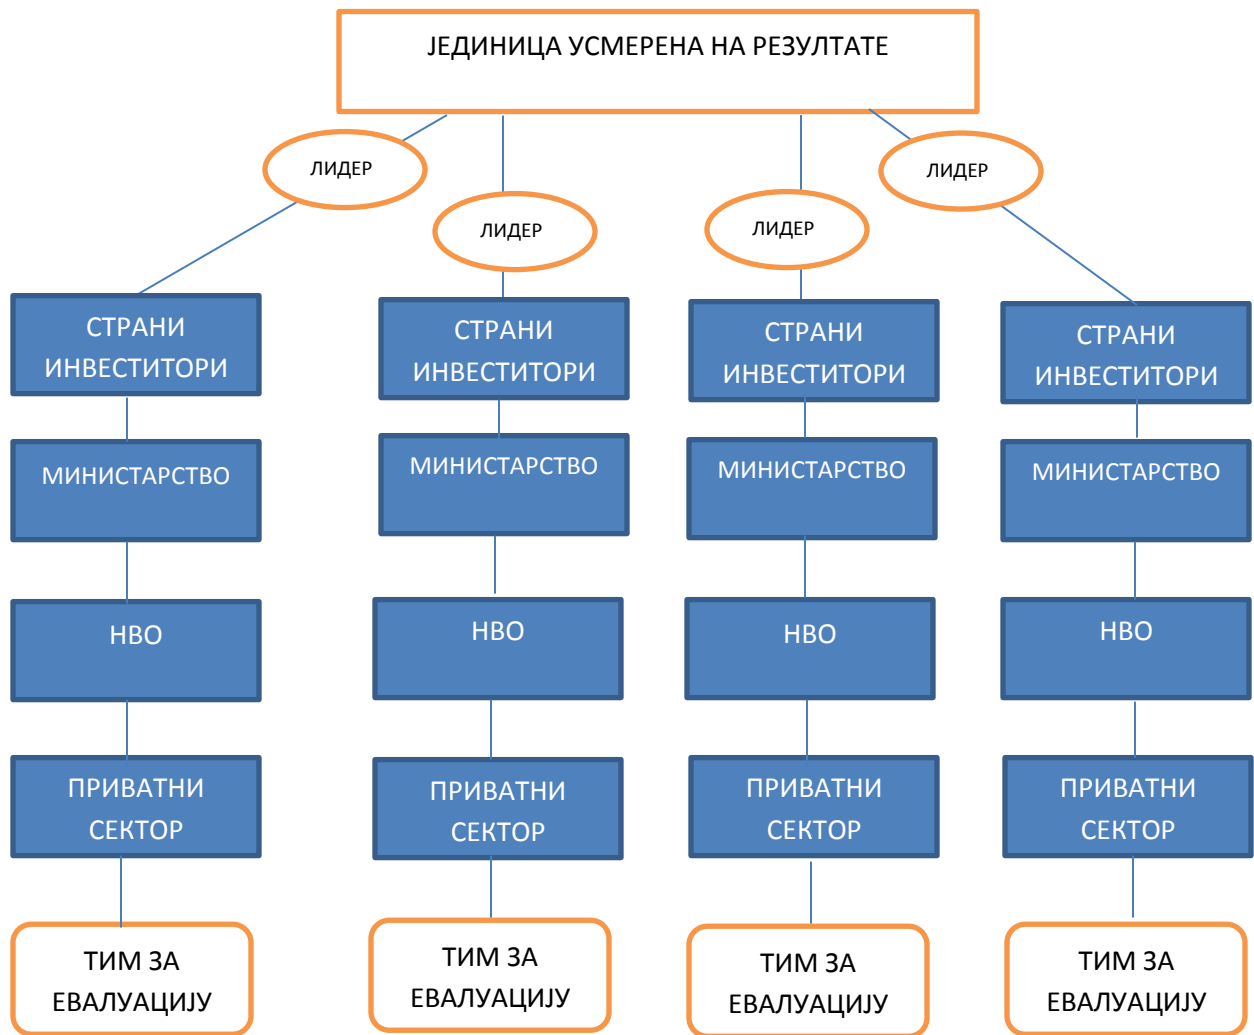 ЈЕДИНИЦА УСМЕРЕНА НА РЕЗУЛТАТЕ
ЛИДЕР
ЛИДЕР
ЛИДЕР
ЛИДЕР
СТРАНИ
ИНВЕСТИТОРИ
СТРАНИ
ИНВЕСТИТОРИ
СТРАНИ
ИНВЕСТИТОРИ
СТРАНИ
ИНВЕСТИТОРИ
МИНИСТАРСТВО
МИНИСТАРСТВО
МИНИСТАРСТВО
МИНИСТАРСТВО
НВО
НВО
НВО
НВО
ПРИВАТНИ
СЕКТОР
ПРИВАТНИ
СЕКТОР
ПРИВАТНИ
СЕКТОР
ПРИВАТНИ
СЕКТОР
ТИМ ЗА
ЕВАЛУАЦИЈУ
ТИМ ЗА
ЕВАЛУАЦИЈУ
ТИМ ЗА
ЕВАЛУАЦИЈУ
ТИМ ЗА
ЕВАЛУАЦИЈУ